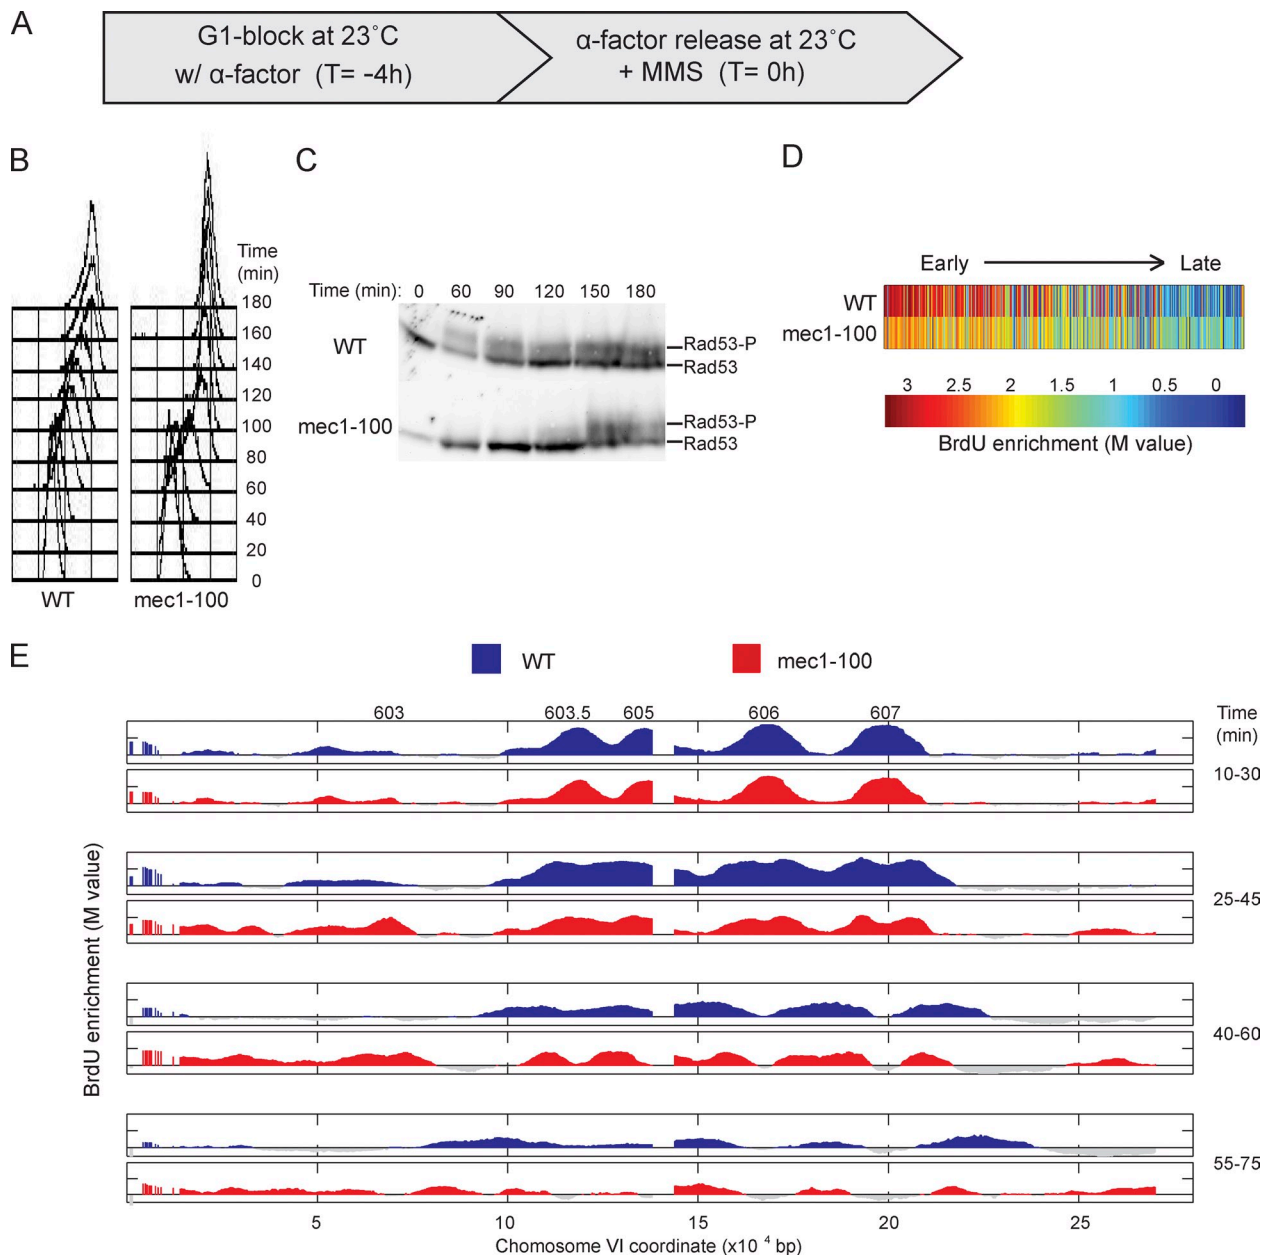 A
G1-block at 23˚C
w/ α-factor (T= -4h)
α-factor release at 23˚C
+ MMS (T= 0h)
B
Time
(min)
180
160
140
120
100
80
60
40
20
0
WT
mec1-100
C
Time (min): 0 60 90 120 150 180
WT
Rad53-P
Rad53
mec1-100
Rad53-P
Rad53
D
Early
Late
WT
mec1-100
3 2.5 2 1.5 1 0.5 0
BrdU enrichment (M value)
E
WT
mec1-100
603 603.5 605 606 607
Time
(min)
10-30
25-45
40-60
55-75
BrdU enrichment (M value)
5 10 15 20 25
Chromosome VI coordinate (x10 4 bp)